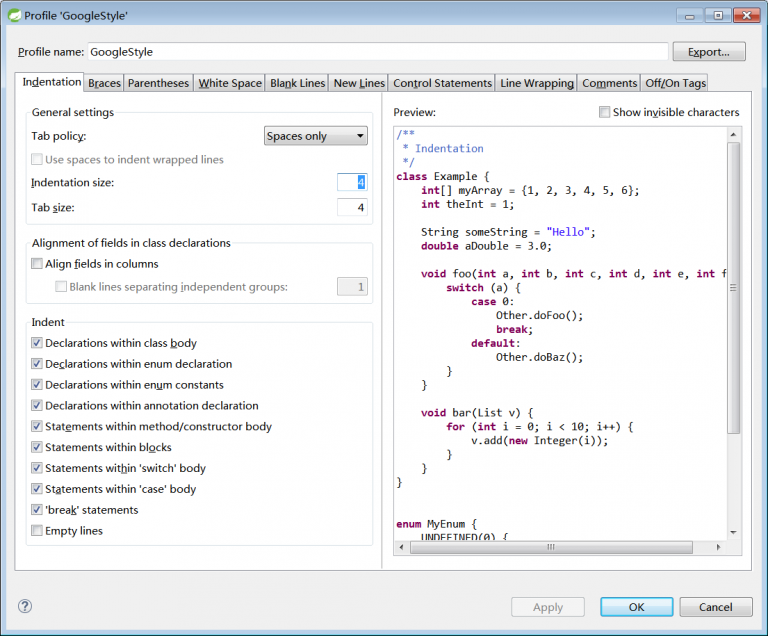 Profile 'GoogleStyle'
Profile name: GoogleStyle Export...
Indentation Braces Parentheses White Space Blank Lines New Lines Control Statements Line Wrapping Comments Off/On Tags
General settings
Tab policy: Spaces only
Use spaces to indent wrapped lines
Indentation size: 4
Tab size: 4
Alignment of fields in class declarations
Align fields in columns
Blank lines separating independent groups: 1
Indent
Declarations within class body
Declarations within enum declaration
Declarations within enum constants
Declarations within annotation declaration
Statements within method/constructor body
Statements within blocks
Statements within 'switch' body
Statements within 'case' body
'break' statements
Empty lines
Preview: Show invisible characters
/**
 * Indentation
 */
class Example {
    int[] myArray = {1, 2, 3, 4, 5, 6};
    int theInt = 1;

    String someString = "Hello";
    double aDouble = 3.0;

    void foo(int a, int b, int c, int d, int e, int f
        switch (a) {
            case 0:
                Other.doFoo();
                break;
            default:
                Other.doBaz();
        }
    }

    void bar(List v) {
        for (int i = 0; i < 10; i++) {
            v.add(new Integer(i));
        }
    }
}

enum MyEnum {
    UNDEFINED(0) {
Apply OK Cancel